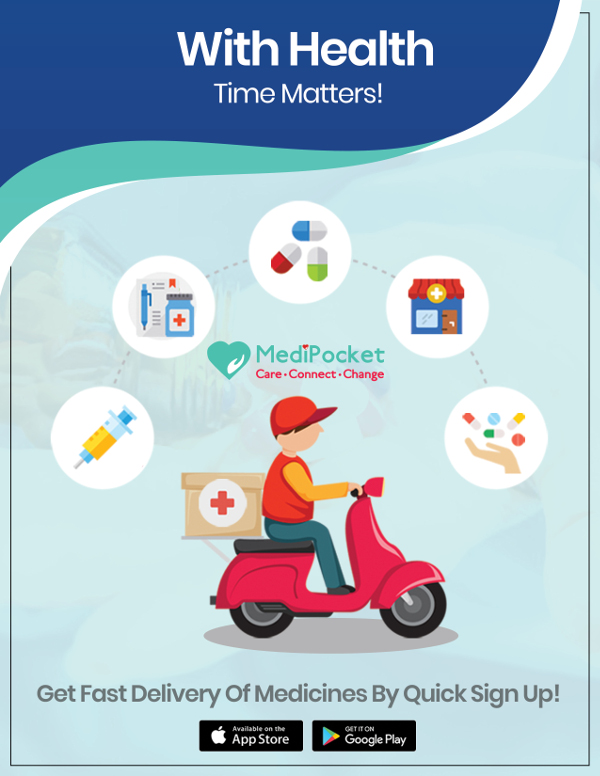 With Health
Time Matters!
MediPocket
Care • Connect • Change
Get Fast Delivery Of Medicines By Quick Sign Up!
Available on the
App Store
GET IT ON
Google Play